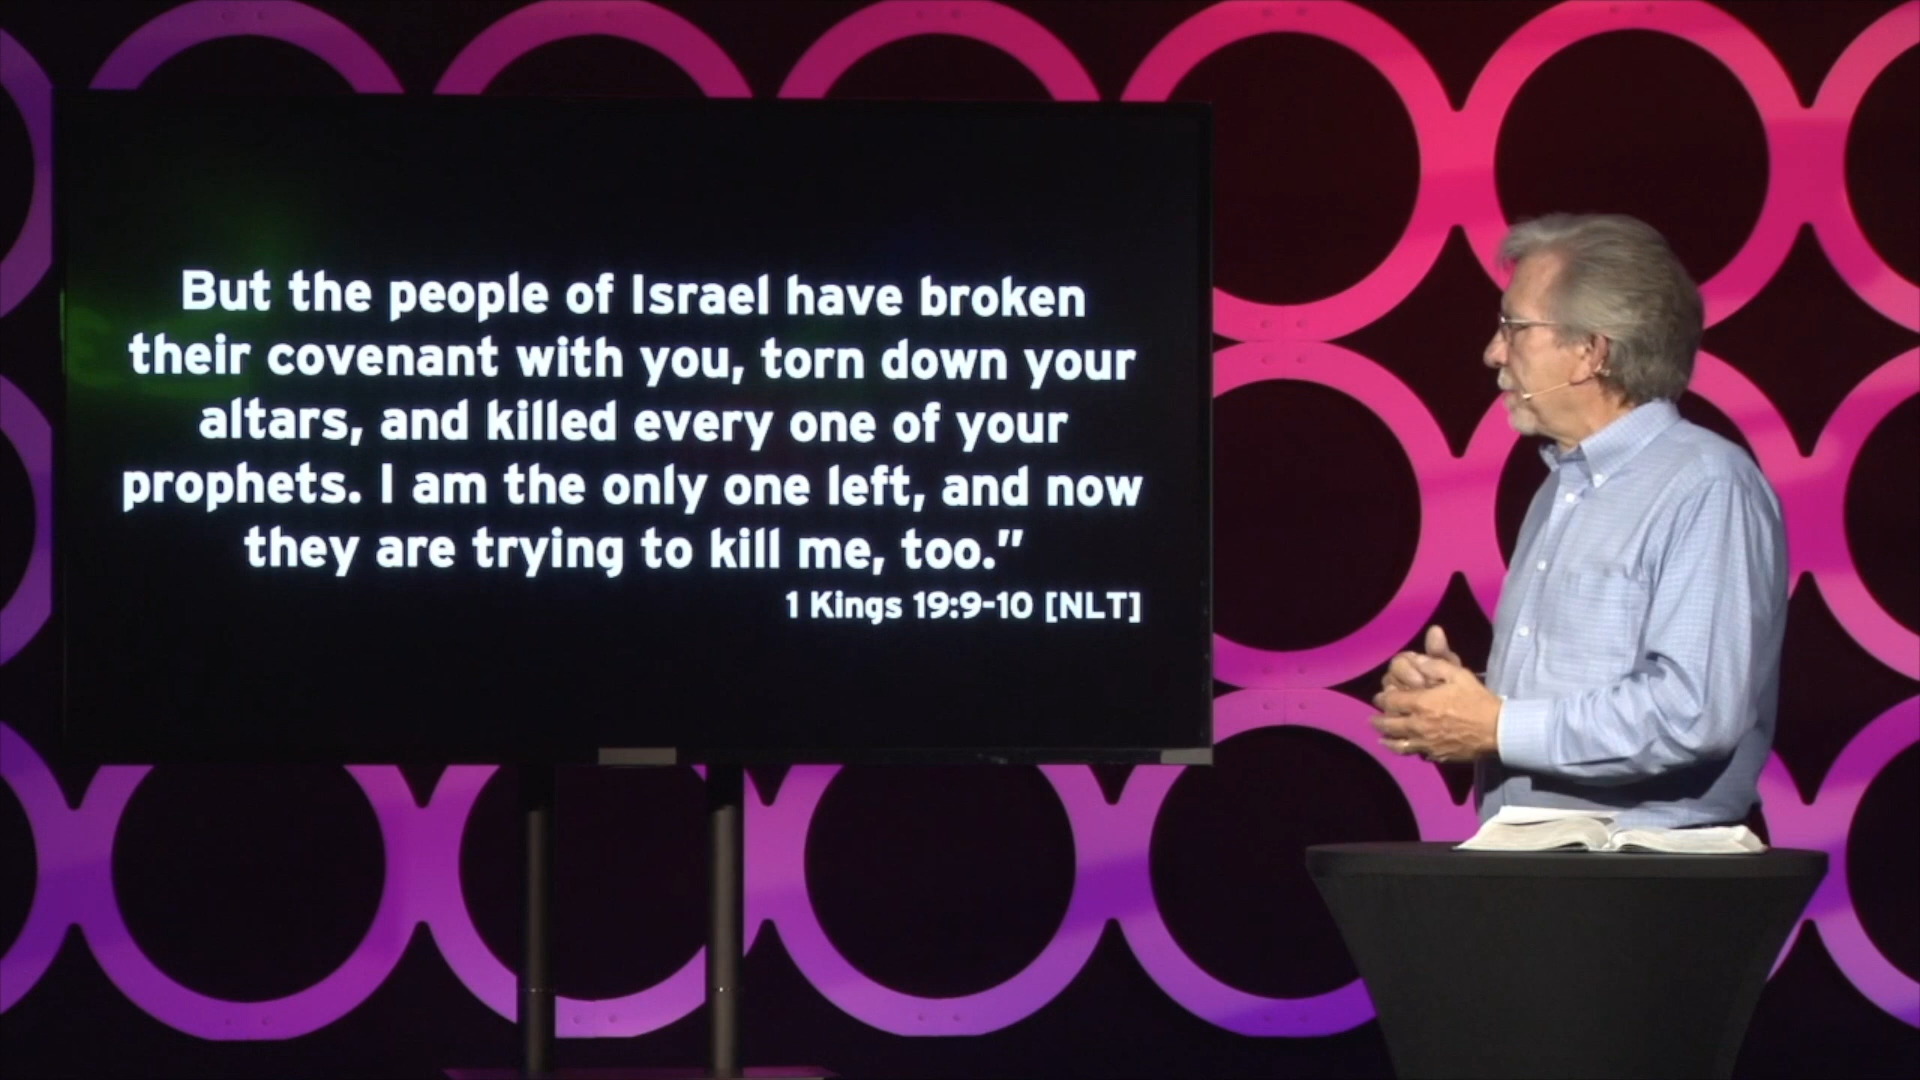 But the people of Israel have broken
their covenant with you, torn down your
altars, and killed every one of your
prophets. I am the only one left, and now
they are trying to kill me, too.”
1 Kings 19:9-10 [NLT]